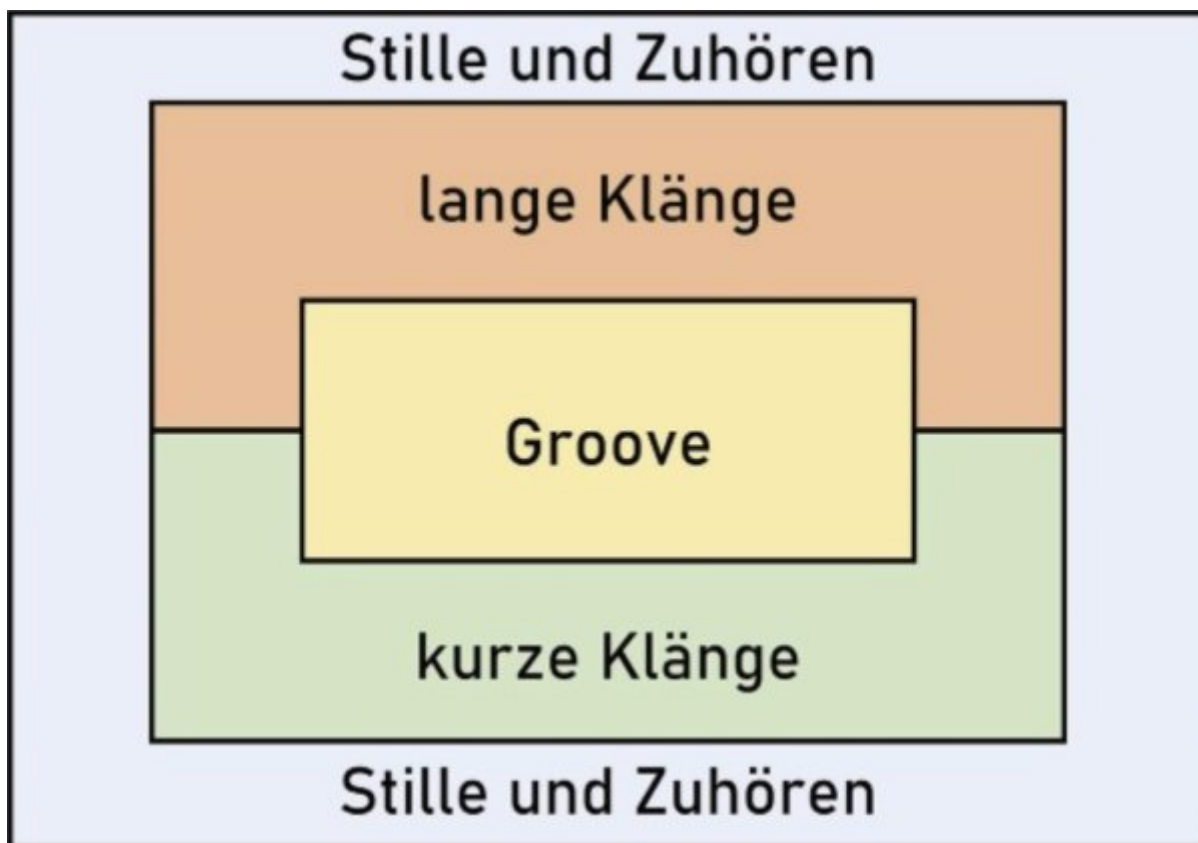 Stille und Zuhören
lange Klänge
Groove
kurze Klänge
Stille und Zuhören